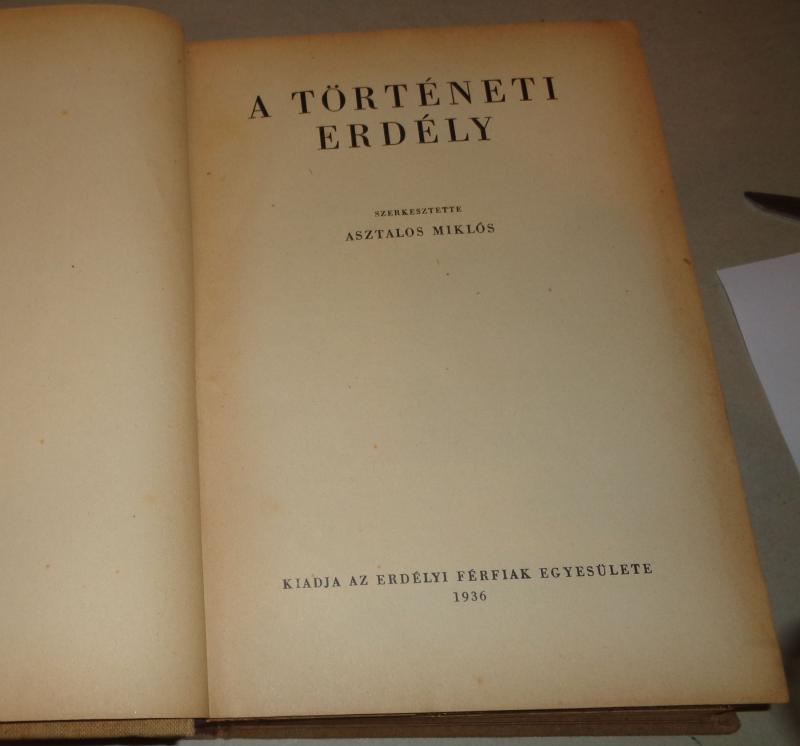 A TÖRTÉNETI
ERDÉLY
SZERKESZTETTE
ASZTALOS MIKLÓS
KIADJA AZ ERDÉLYI FÉRFIAK EGYESÜLETE
1936